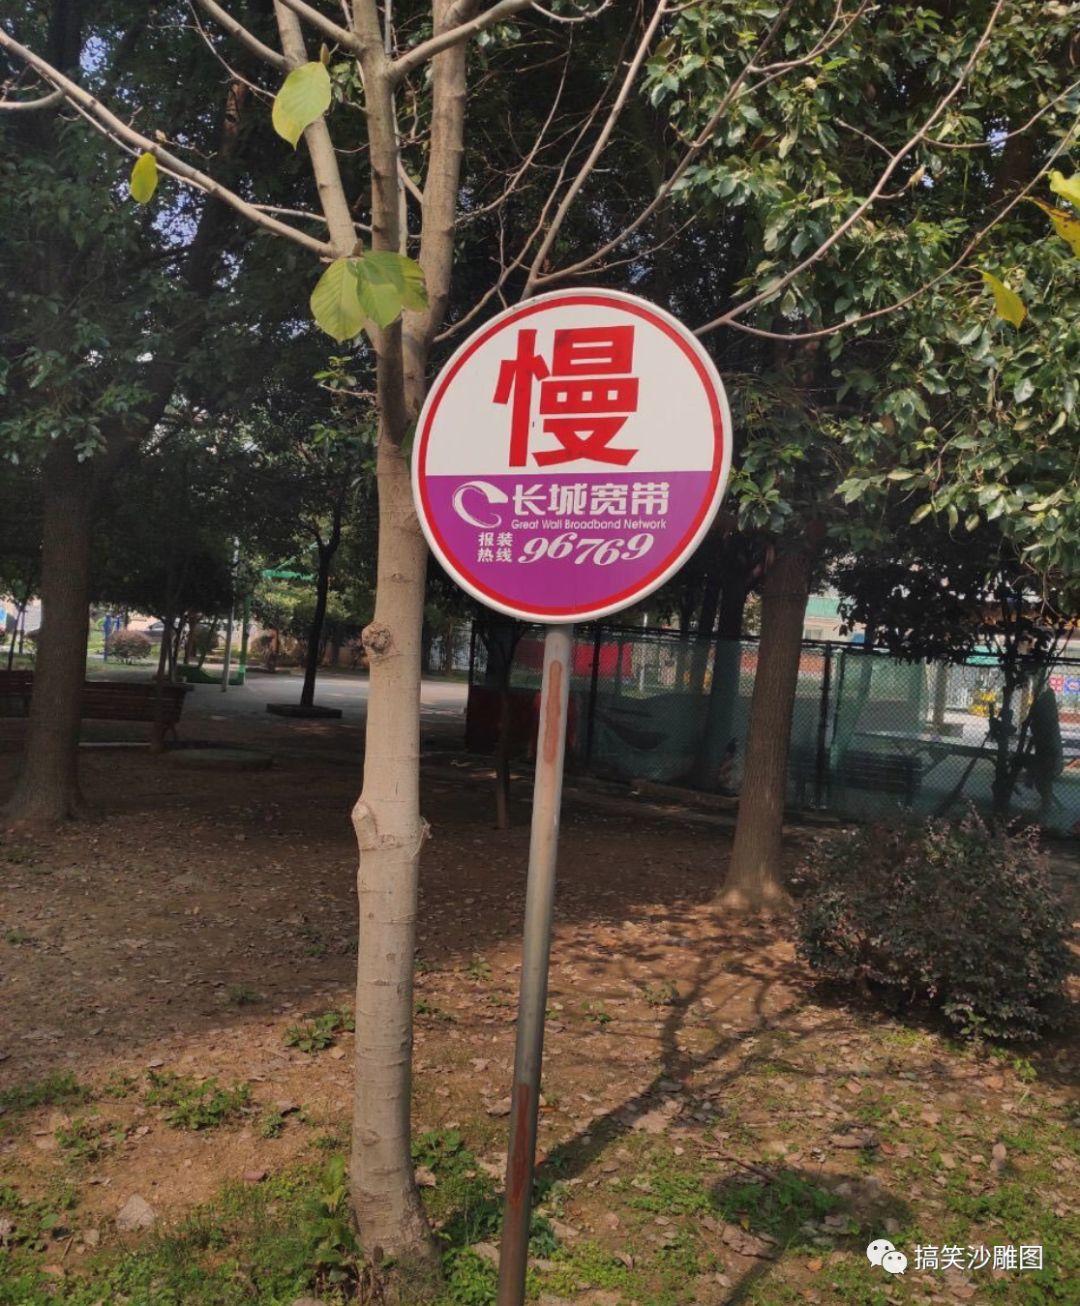 慢
长城宽带
Great Wall Broadband Network
报装
热线 96769
搞笑沙雕图